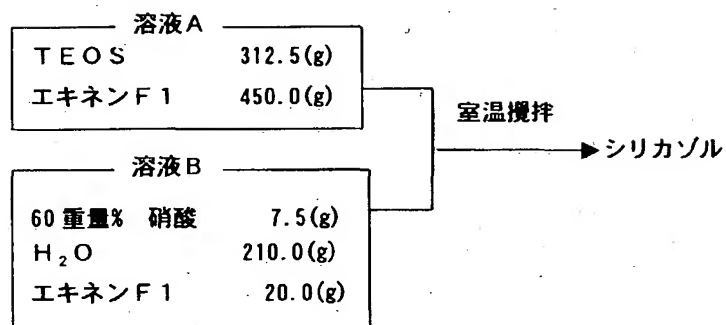 溶液A
TEOS 312.5(g)
エキネンF1 450.0(g)
室温攪拌
シリカゾル
溶液B
60重量% 硝酸 7.5(g)
H₂O 210.0(g)
エキネンF1 20.0(g)